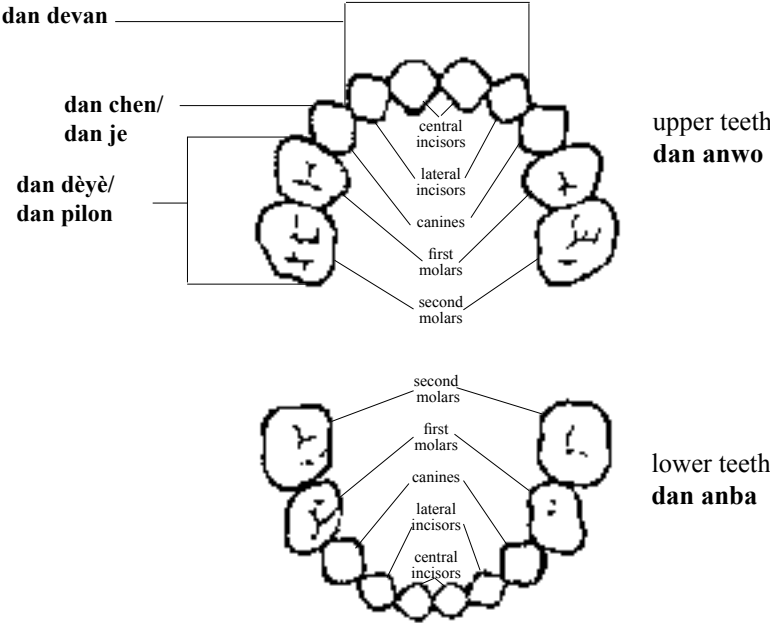 dan devan
dan chen/
dan je
dan dèyè/
dan pilon
central
incisors
lateral
incisors
canines
first
molars
second
molars
upper teeth
dan anwo
second
molars
first
molars
canines
lateral
incisors
central
incisors
lower teeth
dan anba